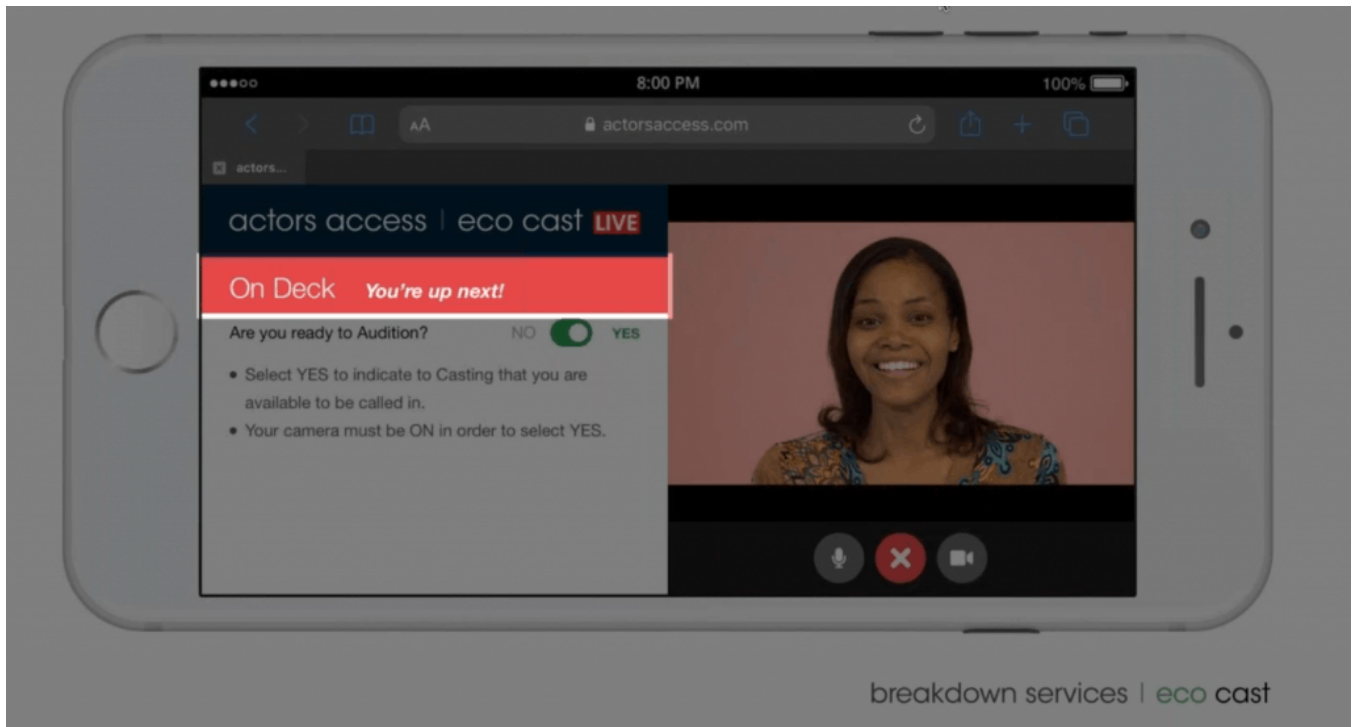 8:00 PM 100%
AA actorsaccess.com
actors...
actors access | eco cast LIVE
On Deck You're up next!
Are you ready to Audition? NO YES
• Select YES to indicate to Casting that you are
available to be called in.
• Your camera must be ON in order to select YES.
breakdown services | eco cast